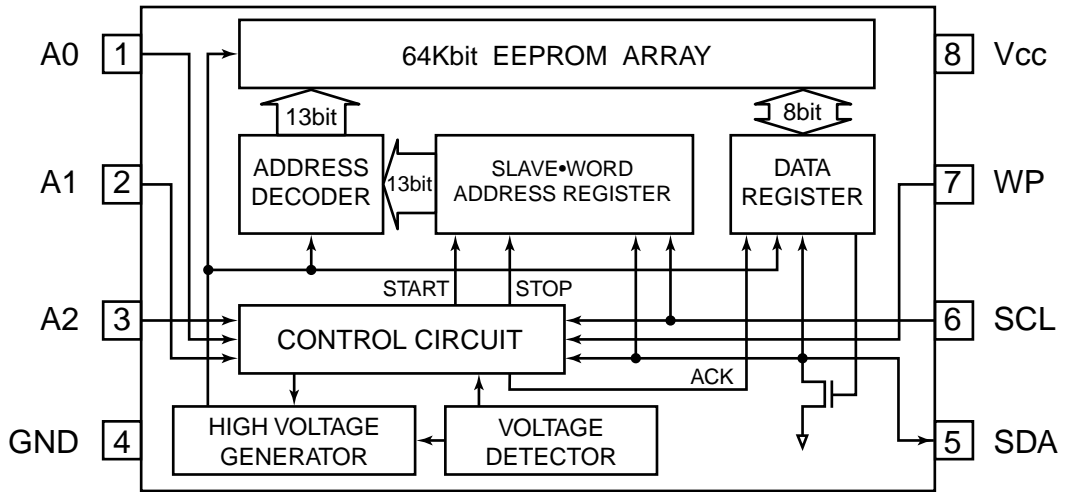 A0 1
64Kbit EEPROM ARRAY
8 Vcc
13bit
8bit
A1 2
ADDRESS
DECODER
13bit
SLAVE•WORD
ADDRESS REGISTER
DATA
REGISTER
7 WP
START
STOP
A2 3
CONTROL CIRCUIT
6 SCL
ACK
GND 4
HIGH VOLTAGE
GENERATOR
VOLTAGE
DETECTOR
5 SDA